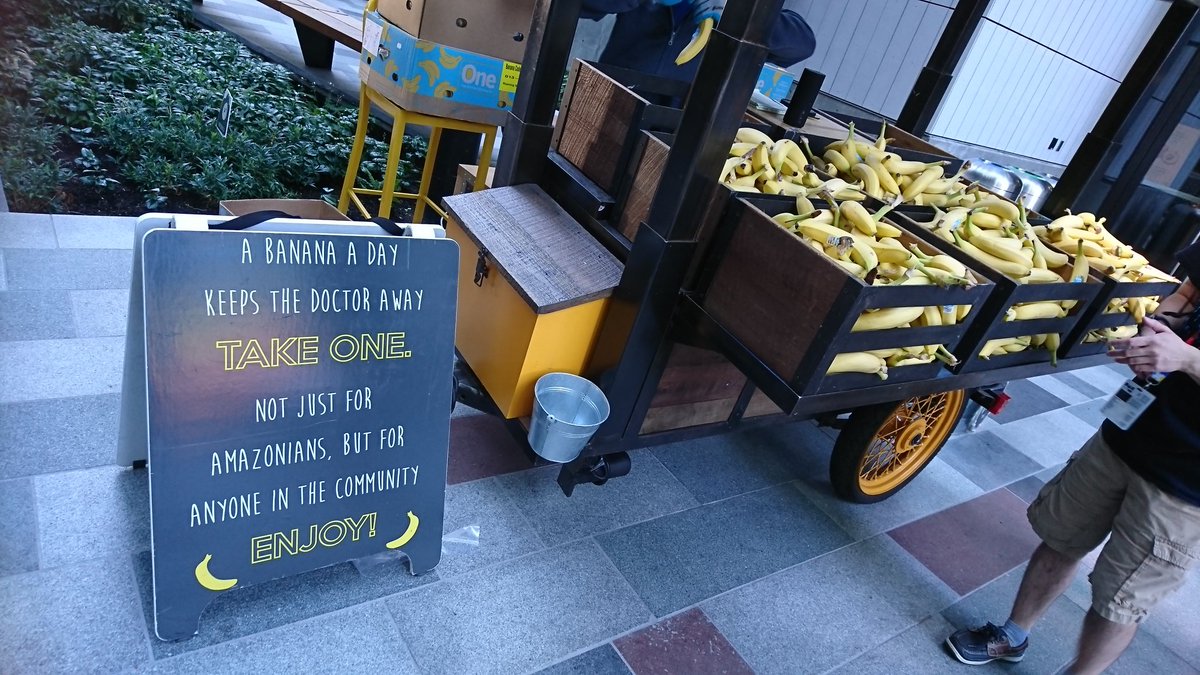 One
A BANANA A DAY
KEEPS THE DOCTOR AWAY
TAKE ONE.
NOT JUST FOR
AMAZONIANS, BUT FOR
ANYONE IN THE COMMUNITY
ENJOY!